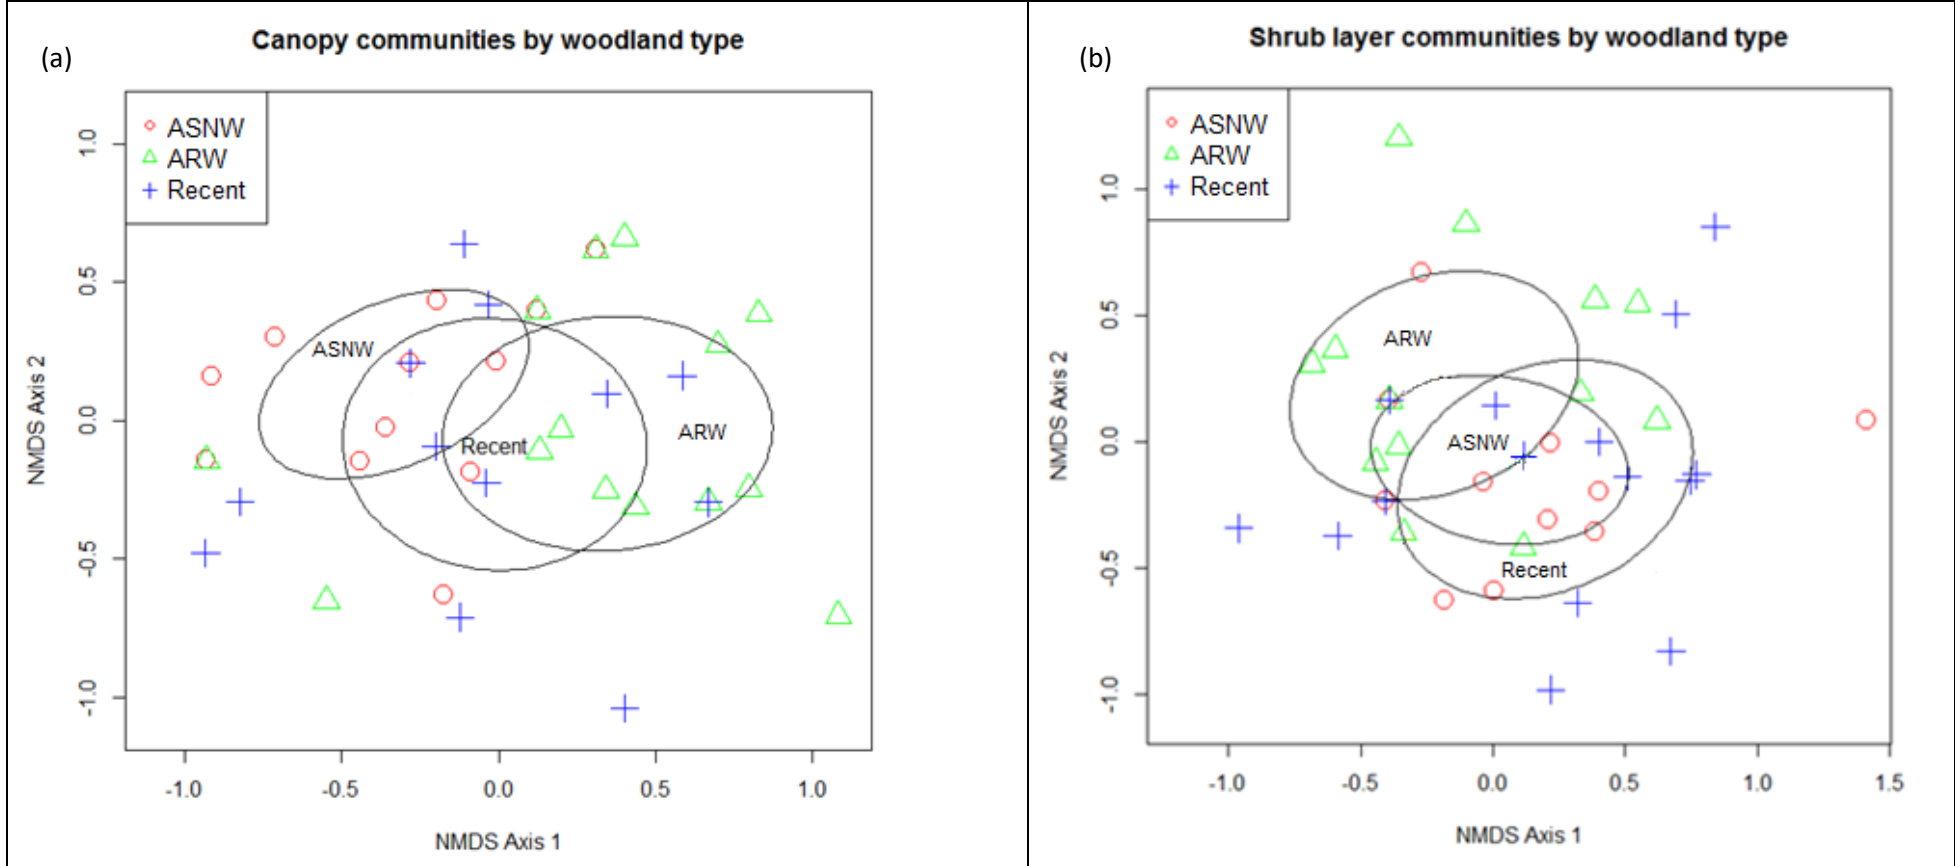 (a)
Canopy communities by woodland type
ASNW
ARW
Recent
NMDS Axis 2
1.0
0.5
0.0
-0.5
-1.0
ASNW
Recent
ARW
-1.0 -0.5 0.0 0.5 1.0
NMDS Axis 1
(b)
Shrub layer communities by woodland type
ASNW
ARW
Recent
NMDS Axis 2
1.0
0.5
0.0
-0.5
-1.0
ARW
ASNW
Recent
-1.0 -0.5 0.0 0.5 1.0 1.5
NMDS Axis 1